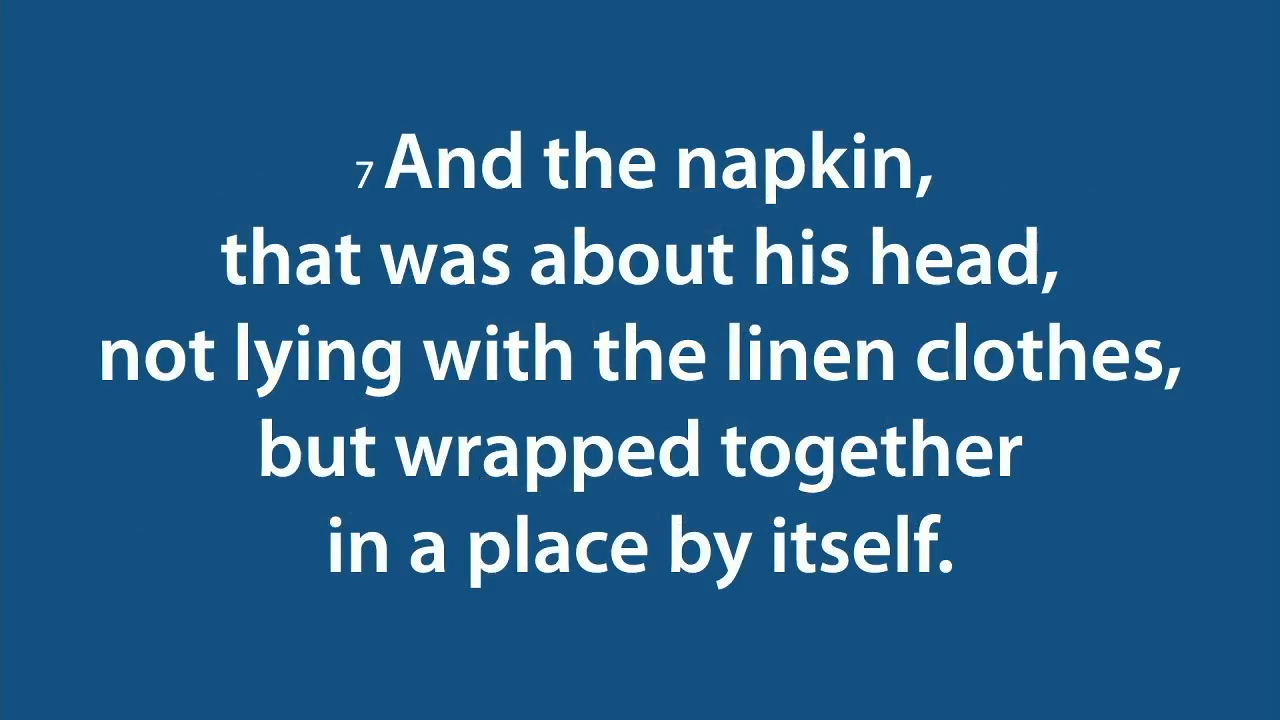 7 And the napkin,
that was about his head,
not lying with the linen clothes,
but wrapped together
in a place by itself.